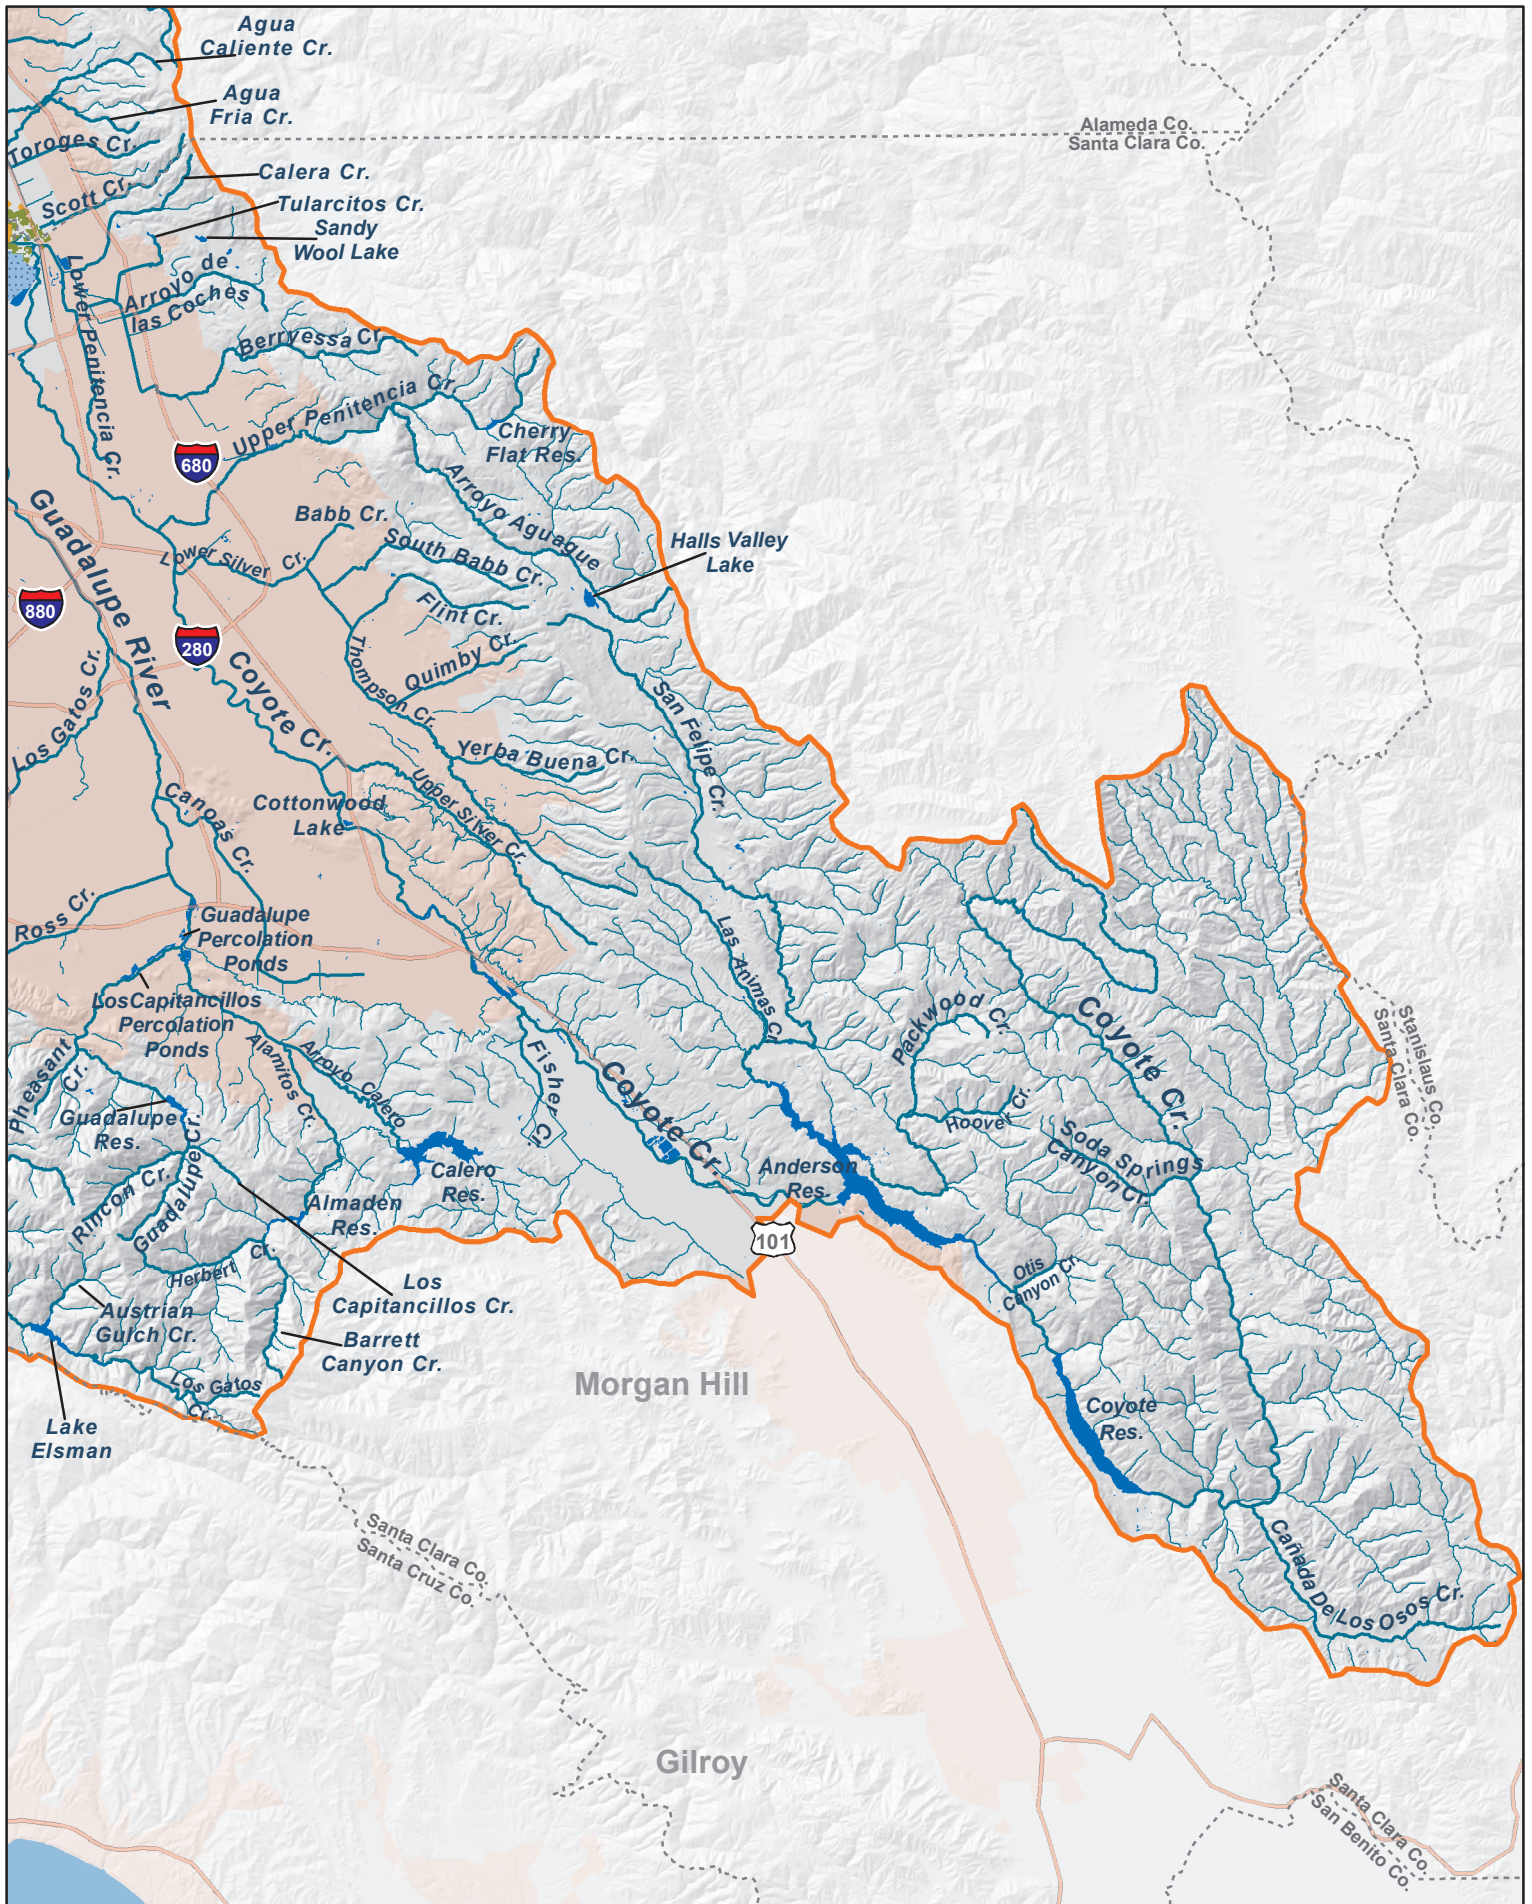 Agua
Caliente Cr.
Agua
Fria Cr.
Toroges Cr.
Alameda Co.
Santa Clara Co.
Calera Cr.
Scott Cr.
Tularcitos Cr.
Sandy
Wool Lake
Arroyo de
las Coches
Lower Penitencia Cr.
Berryessa Cr.
Upper Penitencia Cr.
Cherry
Flat Res.
680
Guadalupe River
Babb Cr.
Arroyo Aguague
South Babb Cr.
Lower Silver Cr.
Halls Valley
Lake
880
Flint Cr.
280
Thompson Cr.
Quimby Cr.
Coyote Cr.
Los Gatos Cr.
San Felipe Cr.
Yerba Buena Cr.
Upper Silver Cr.
Canoas Cr.
Cottonwood
Lake
Ross Cr.
Guadalupe
Percolation
Ponds
Las Animas Cr.
Los Capitancillos
Percolation
Ponds
Packwood Cr.
Coyote Cr.
Stanislaus Co.
Santa Clara Co.
Pheasant
Cr.
Alamitos Cr.
Arroyo Calero
Fisher Cr.
Coyote Cr.
Guadalupe
Res.
Hoover Cr.
Soda Springs
Canyon Cr.
Calero
Res.
Anderson
Res.
Rincon Cr.
Guadalupe Cr.
Almaden
Res.
101
Herbert Cr.
Otis
Canyon Cr.
Los
Capitancillos Cr.
Austrian
Gulch Cr.
Barrett
Canyon Cr.
Morgan Hill
Los Gatos
Cr.
Coyote
Res.
Lake
Elsman
Santa Clara Co.
Santa Cruz Co.
Cañada De Los Osos Cr.
Gilroy
Santa Clara Co.
San Benito Co.